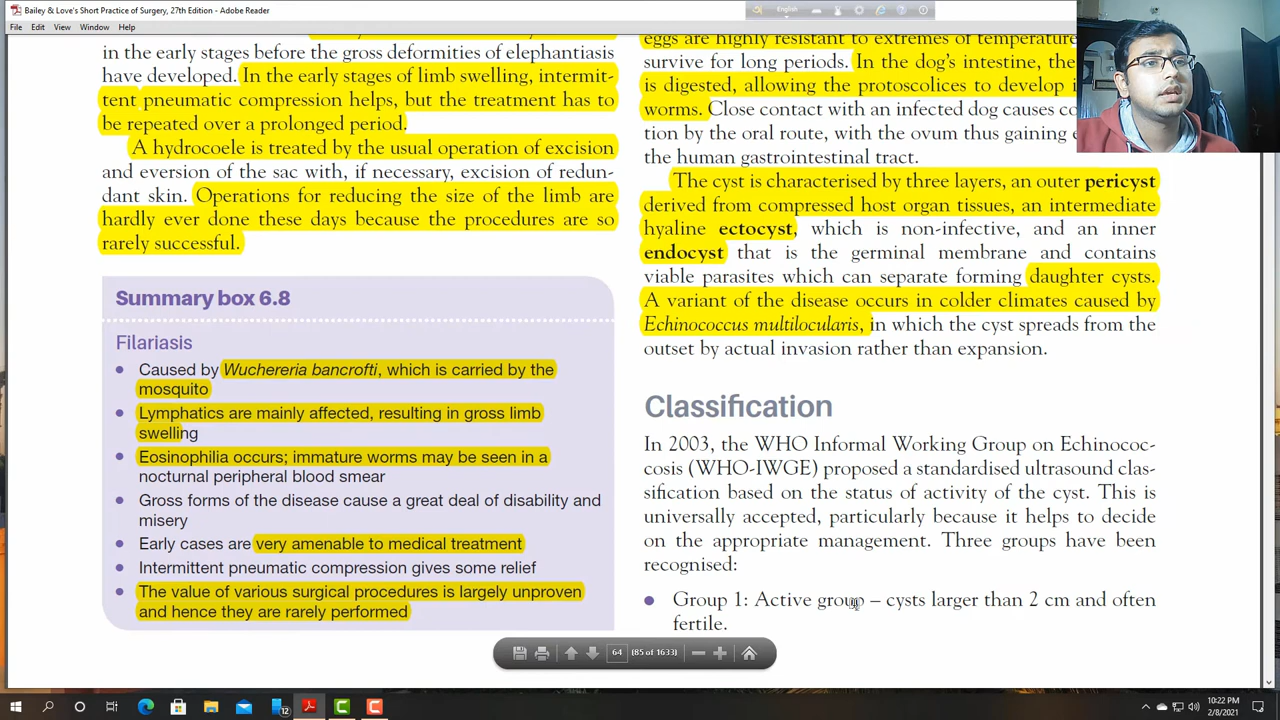 Bailey & Love's Short Practice of Surgery, 27th Edition - Adobe Reader
English
File Edit View Window Help
in the early stages before the gross deformities of elephantiasis
have developed. In the early stages of limb swelling, intermit-
tent pneumatic compression helps, but the treatment has to
be repeated over a prolonged period.
A hydrocoele is treated by the usual operation of excision
and eversion of the sac with, if necessary, excision of redun-
dant skin. Operations for reducing the size of the limb are
hardly ever done these days because the procedures are so
rarely successful.
Summary box 6.8
Filariasis
• Caused by Wuchereria bancrofti, which is carried by the
mosquito
• Lymphatics are mainly affected, resulting in gross limb
swelling
• Eosinophilia occurs; immature worms may be seen in a
nocturnal peripheral blood smear
• Gross forms of the disease cause a great deal of disability and
misery
• Early cases are very amenable to medical treatment
• Intermittent pneumatic compression gives some relief
• The value of various surgical procedures is largely unproven
and hence they are rarely performed
eggs are highly resistant to extremes of temperature
survive for long periods. In the dog's intestine, the
is digested, allowing the protoscolices to develop i
worms. Close contact with an infected dog causes co
tion by the oral route, with the ovum thus gaining e
the human gastrointestinal tract.
The cyst is characterised by three layers, an outer pericyst
derived from compressed host organ tissues, an intermediate
hyaline ectocyst, which is non-infective, and an inner
endocyst that is the germinal membrane and contains
viable parasites which can separate forming daughter cysts.
A variant of the disease occurs in colder climates caused by
Echinococcus multilocularis, in which the cyst spreads from the
outset by actual invasion rather than expansion.
Classification
In 2003, the WHO Informal Working Group on Echinococ-
cosis (WHO-IWGE) proposed a standardised ultrasound clas-
sification based on the status of activity of the cyst. This is
universally accepted, particularly because it helps to decide
on the appropriate management. Three groups have been
recognised:
• Group 1: Active group – cysts larger than 2 cm and often
fertile.
64 (85 of 1633)
12
10:22 PM
2/8/2021